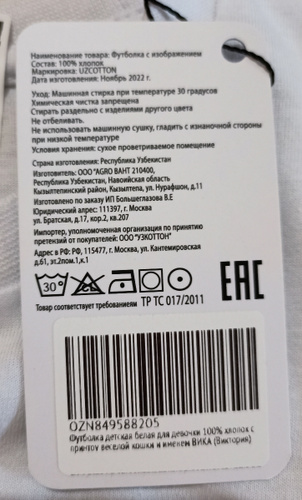 Наименование товара: Футболка с изображением
Состав: 100% хлопок
Маркировка: UZCOTTON
Дата изготовления: Ноябрь 2022 г.
Уход: Машинная стирка при температуре 30 градусов
Химическая чистка запрещена
Стирать раздельно с изделиями другого цвета
Не отбеливать.
Не использовать машинную сушку, гладить с изнаночной стороны
при низкой температуре
Условия хранения: сухое проветриваемое помещение
Страна изготовления: Республика Узбекистан
Изготовитель: ООО "AGRO BAHT 210400,
Республика Узбекистан, Навоийская область
Кызылтепинский район, Кызылтепа, ул. Нурафшон, д.11
Изготовлено по заказу ИП Большеглазова В.Е
Юридический адрес: 111397, г. Москва
ул. Братская, д.17, кор.2, кв.207
Импортер, уполномоченная организация по принятию
претензий от покупателей: ООО "УЗКОТТОН"
Адрес в РФ: РФ, 115477, г. Москва, ул. Кантемировская
д.61, эт.2пом.1,к.1
30°
EAC
Товар соответствует требованиям ТР ТС 017/2011
OZN849588205
Футболка детская белая для девочки 100% хлопок с
принтом веселой кошки и именем ВИКА (Виктория)